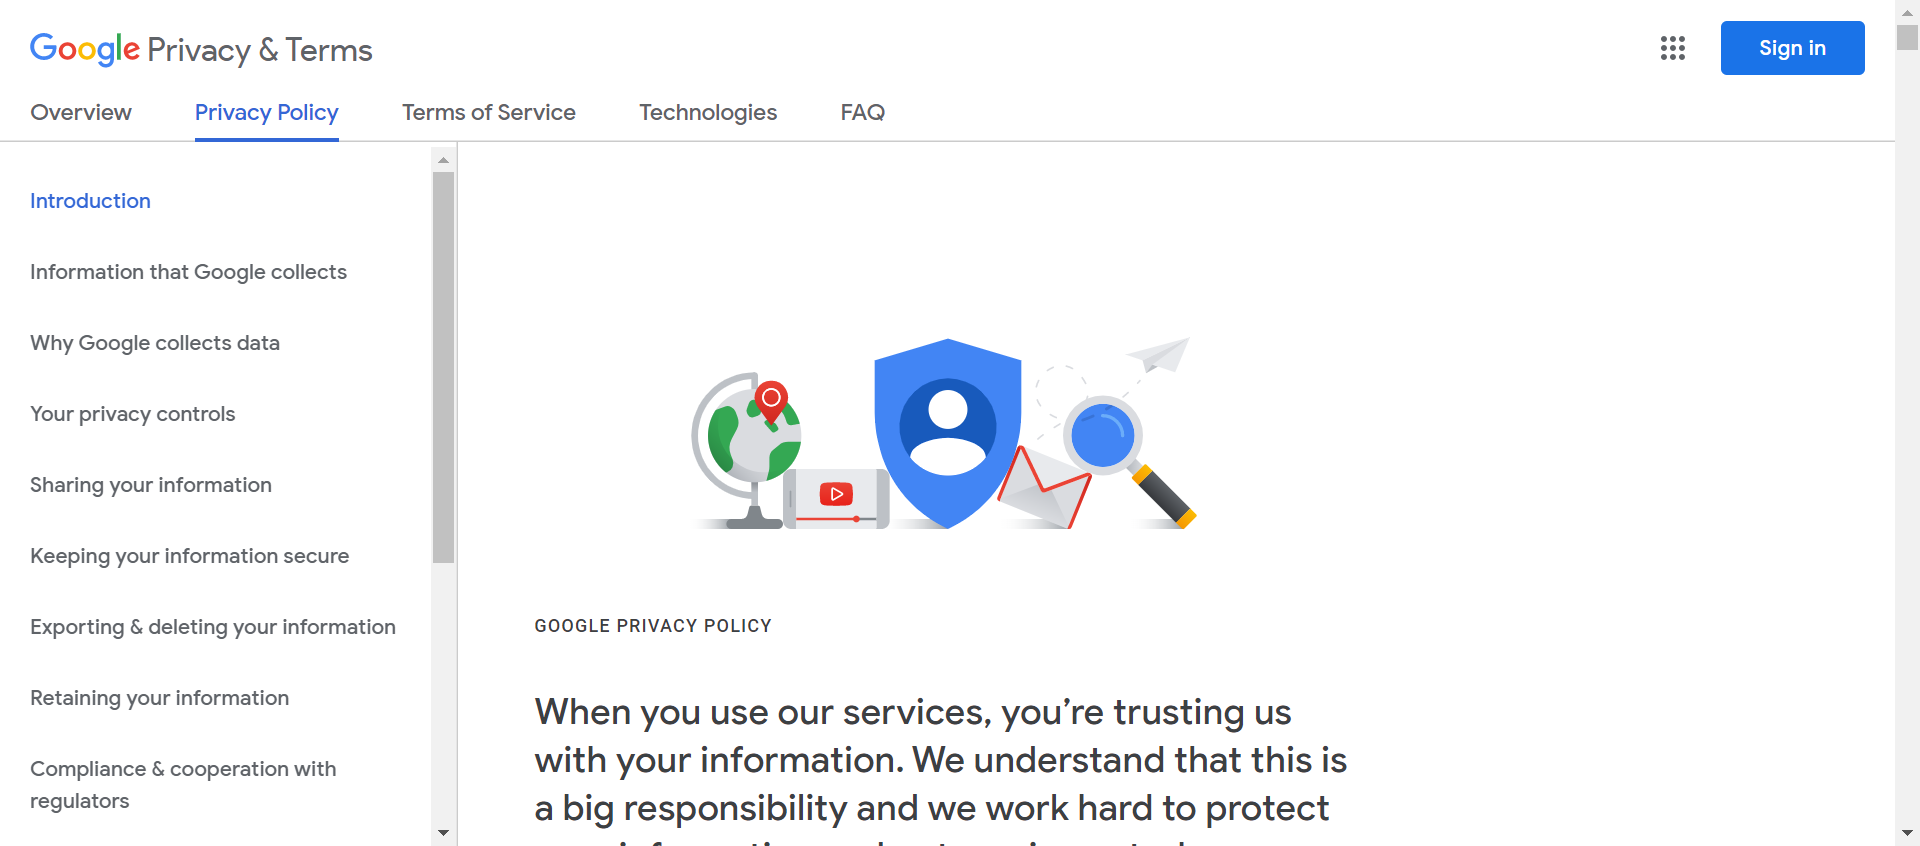 Google Privacy & Terms
Sign in
Overview
Privacy Policy
Terms of Service
Technologies
FAQ
Introduction
Information that Google collects
Why Google collects data
Your privacy controls
Sharing your information
Keeping your information secure
Exporting & deleting your information
Retaining your information
Compliance & cooperation with
regulators
GOOGLE PRIVACY POLICY
When you use our services, you’re trusting us
with your information. We understand that this is
a big responsibility and we work hard to protect